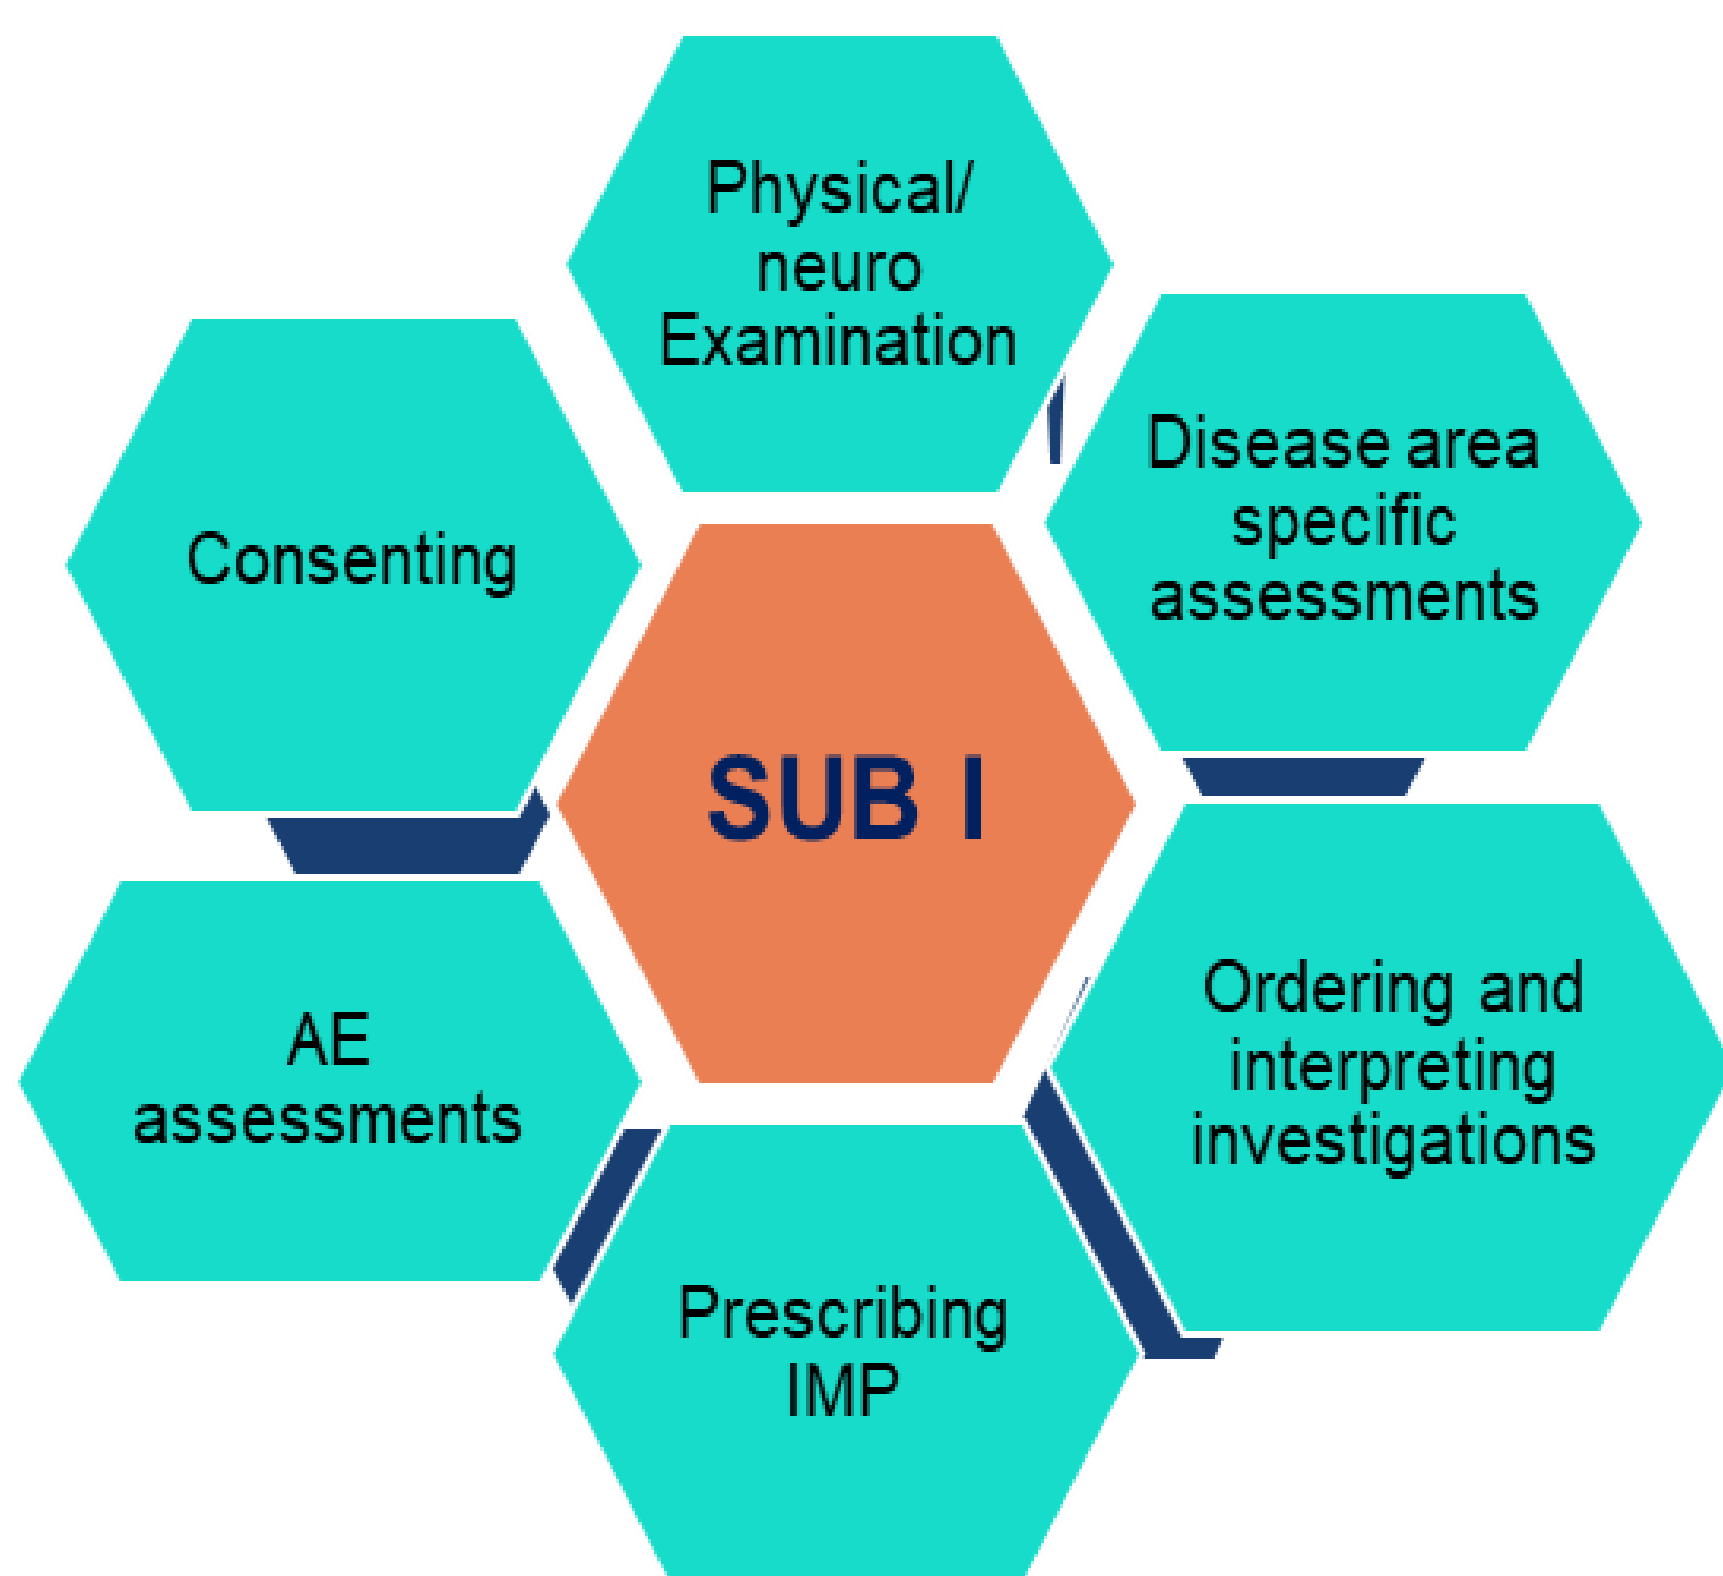 Physical/
neuro
Examination
Disease area
specific
assessments
Consenting
SUB I
Ordering and
interpreting
investigations
AE
assessments
Prescribing
IMP